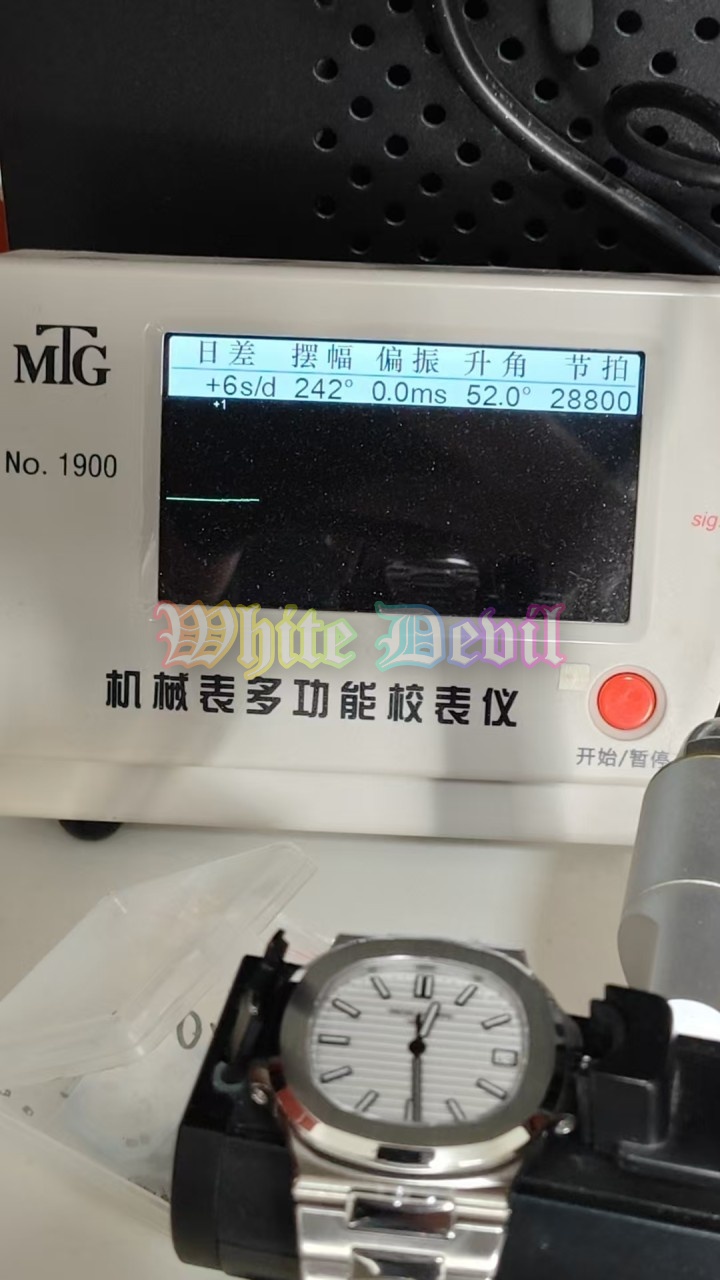 MTG
No. 1900
日差 摆幅 偏振 升角 节拍
+6s/d 242° 0.0ms 52.0° 28800
+1
sig
White Devil
机械表多功能校表仪
开始/暂停